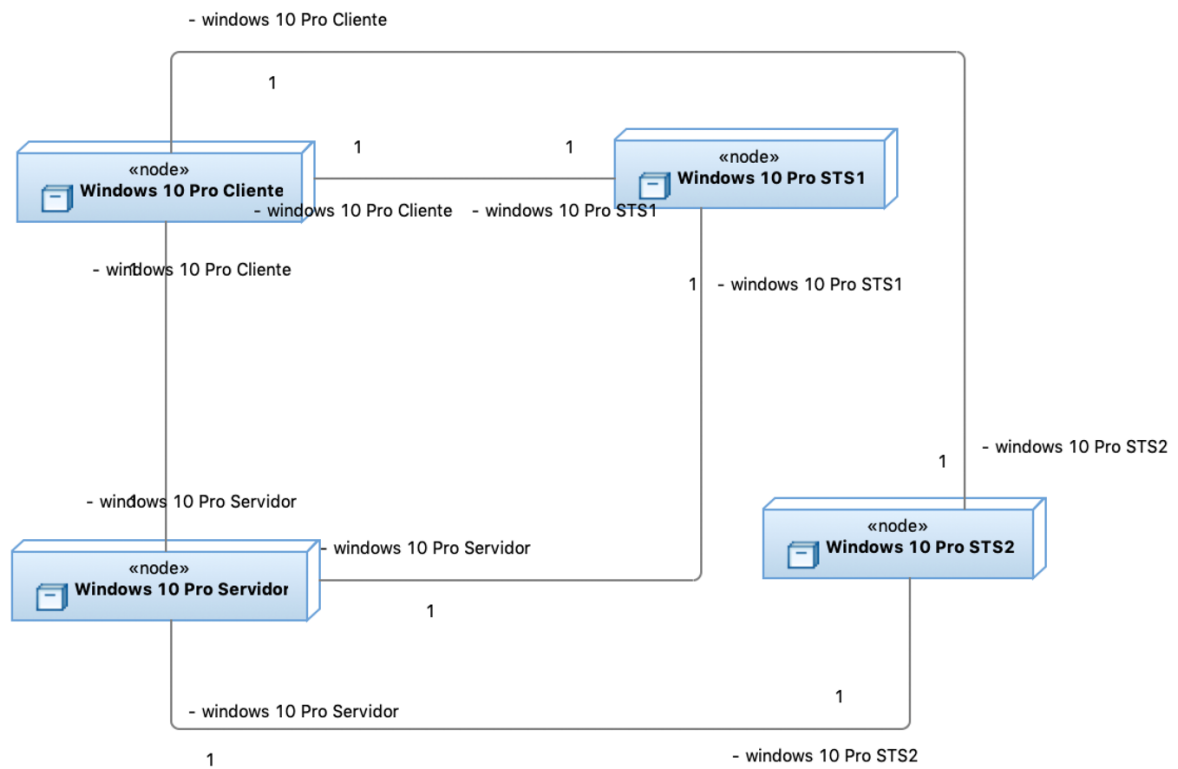 - windows 10 Pro Cliente
1
1
1
«node»
Windows 10 Pro Cliente
«node»
Windows 10 Pro STS1
- windows 10 Pro Cliente
- windows 10 Pro STS1
- windows 10 Pro Cliente
1
1
- windows 10 Pro STS1
- windows 10 Pro STS2
1
- windows 10 Pro Servidor
1
«node»
Windows 10 Pro STS2
- windows 10 Pro Servidor
«node»
Windows 10 Pro Servidor
1
1
- windows 10 Pro Servidor
- windows 10 Pro STS2
1